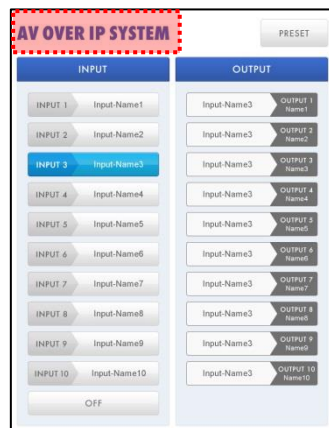 AV OVER IP SYSTEM
PRESET
INPUT
INPUT 1 Input-Name1
INPUT 2 Input-Name2
INPUT 3 Input-Name3
INPUT 4 Input-Name4
INPUT 5 Input-Name5
INPUT 6 Input-Name6
INPUT 7 Input-Name7
INPUT 8 Input-Name8
INPUT 9 Input-Name9
INPUT 10 Input-Name10
OFF
OUTPUT
Input-Name3 OUTPUT 1
Name1
Input-Name3 OUTPUT 2
Name2
Input-Name3 OUTPUT 3
Name3
Input-Name3 OUTPUT 4
Name4
Input-Name3 OUTPUT 5
Name5
Input-Name3 OUTPUT 6
Name6
Input-Name3 OUTPUT 7
Name7
Input-Name3 OUTPUT 8
Name8
Input-Name3 OUTPUT 9
Name9
Input-Name3 OUTPUT 10
Name10